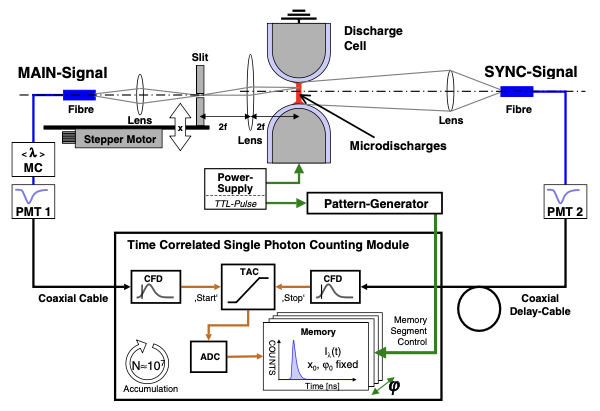 Discharge
Cell
Slit
MAIN-Signal
SYNC-Signal
Fibre
Lens
x
2f
2f
Lens
Lens
Fibre
Stepper Motor
Microdischarges
<λ>
MC
Power-
Supply
TTL-Pulse
Pattern-Generator
PMT 1
PMT 2
Time Correlated Single Photon Counting Module
CFD
TAC
CFD
Coaxial Cable
‚Start‘
‚Stop‘
Coaxial
Delay-Cable
Memory
Segment
Control
Memory
COUNTS
Iλ(t)
x₀, φ₀ fixed
Time [ns]
ADC
N≈10⁷
Accumulation
φ